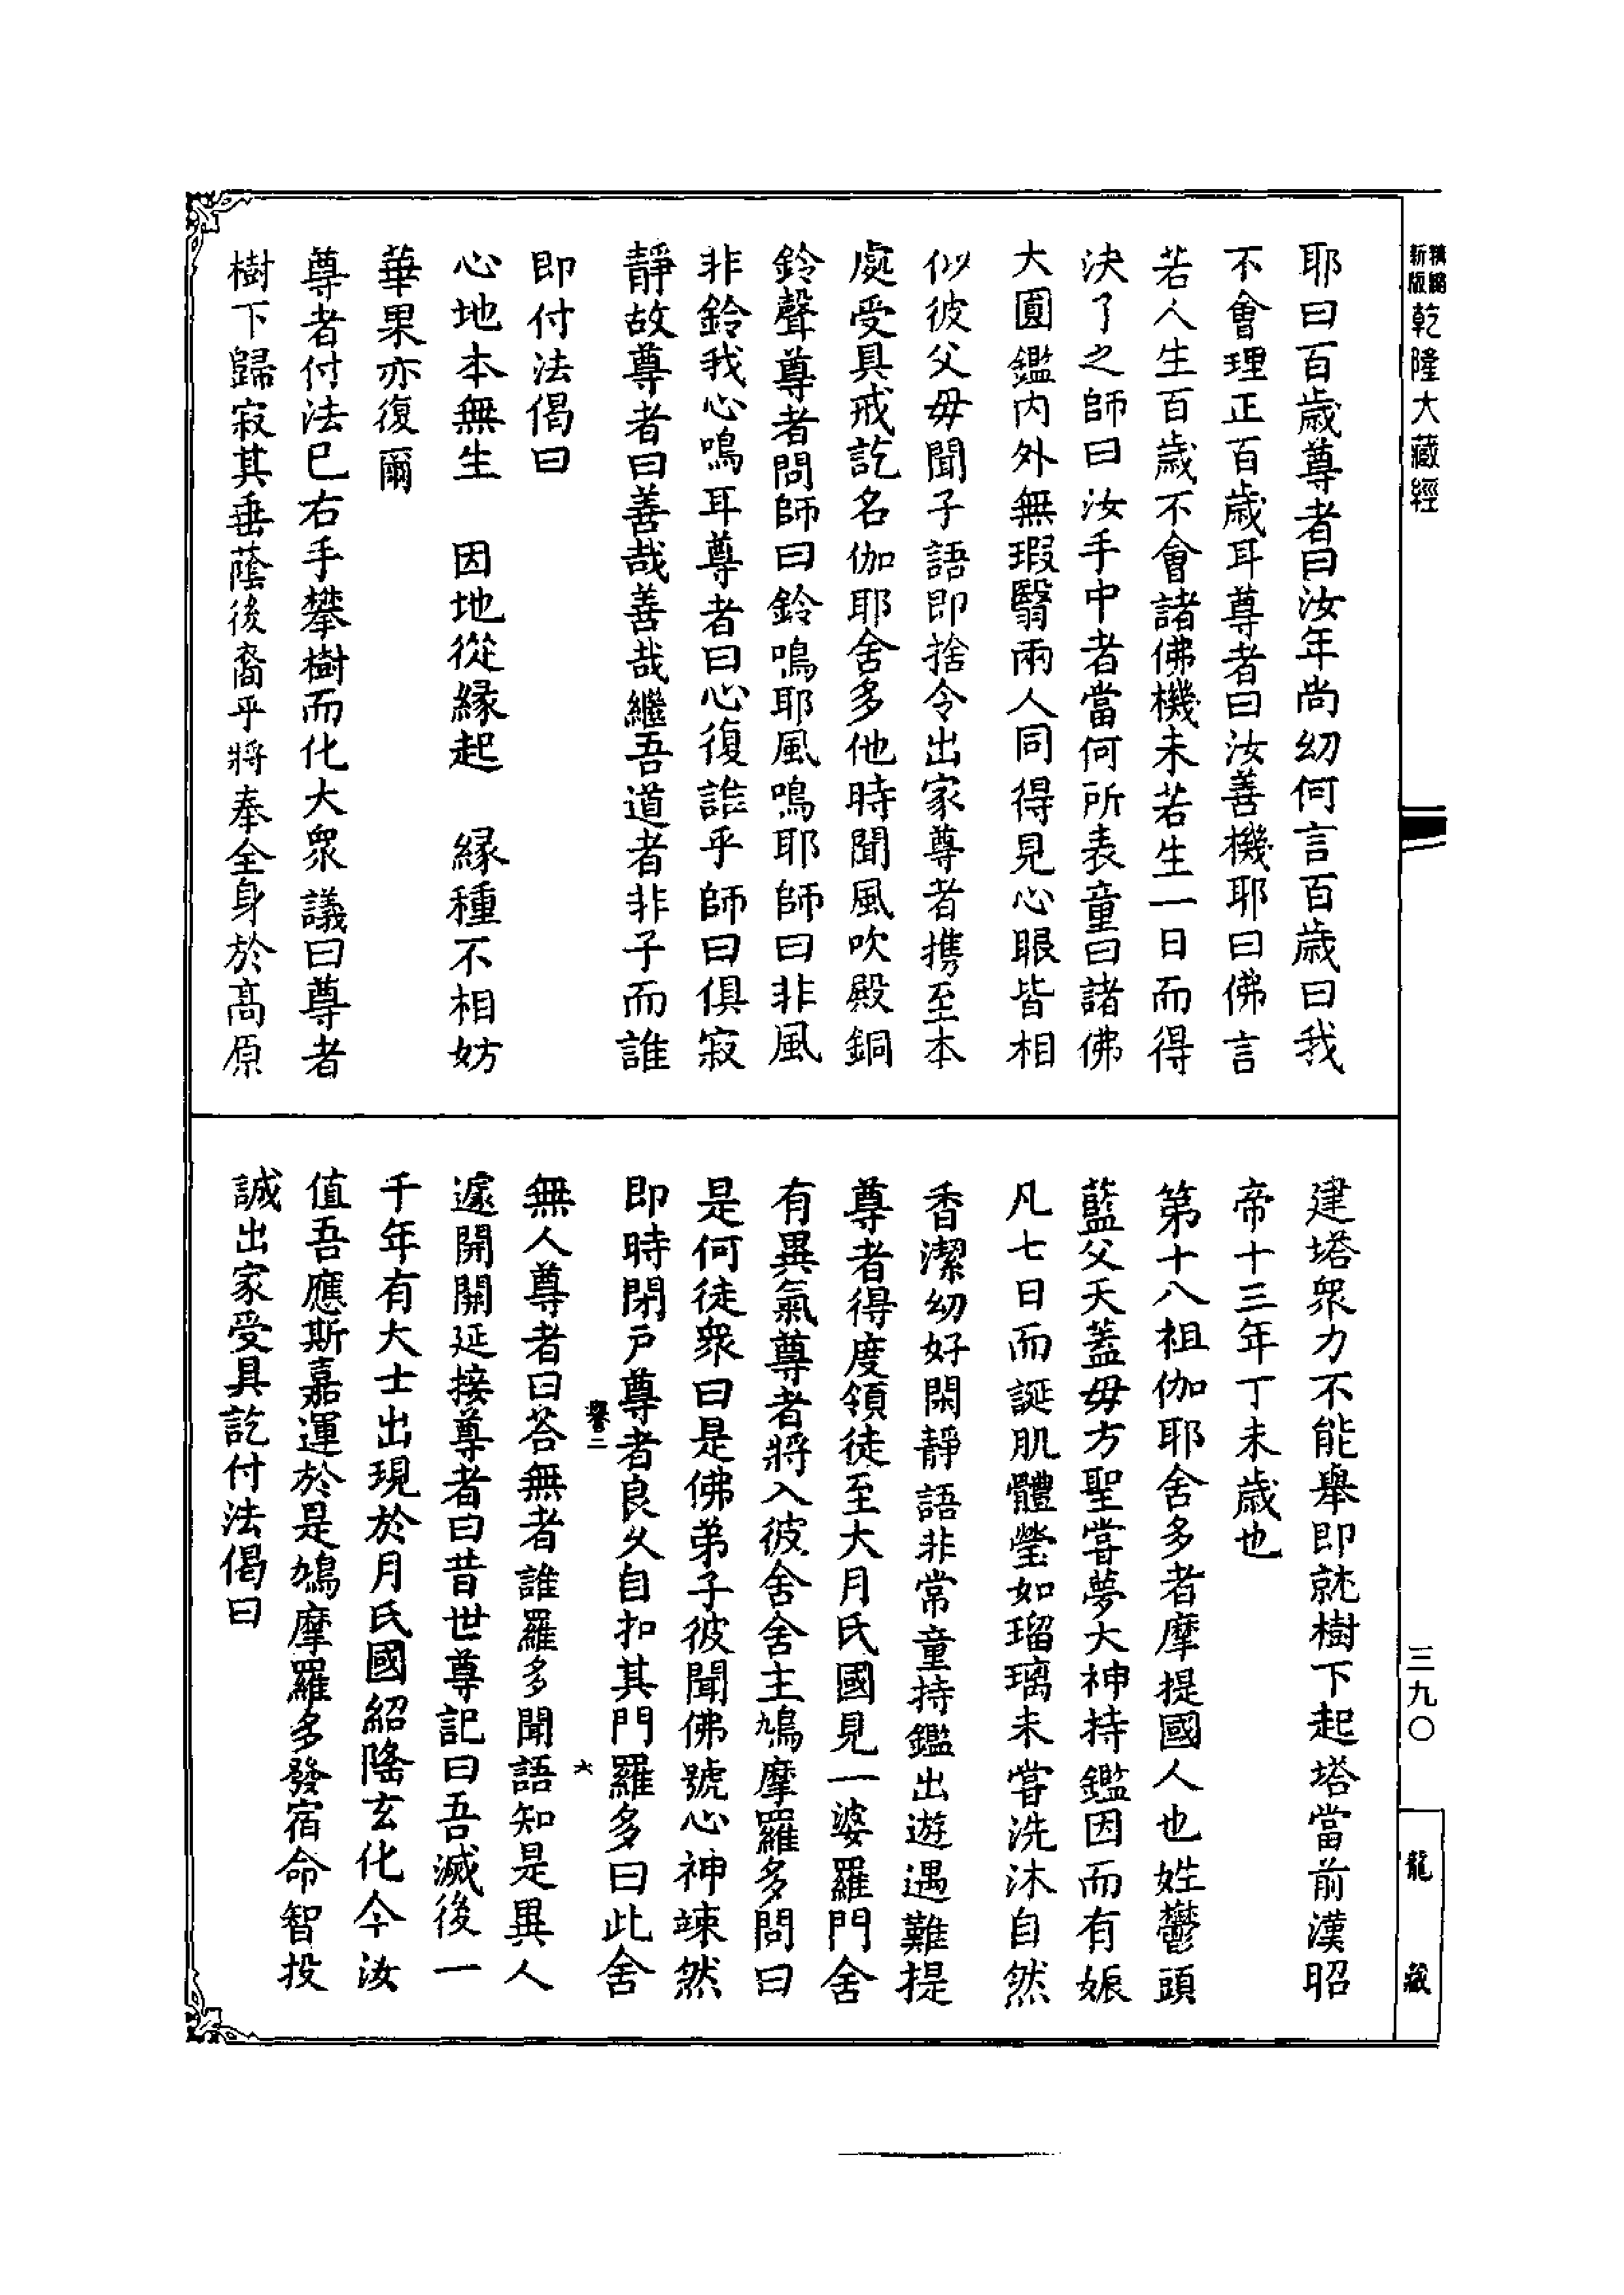 新編
縮版
乾隆大藏經
耶曰百歲尊者曰汝年尚幼何言百歲曰我
不會理正百歲耳尊者曰汝善機耶曰佛言
若人生百歲不會諸佛機未若生一日而得
決了之師曰汝手中者當何所表童曰諸佛
大圓鑑內外無瑕翳兩人同得見心眼皆相
似彼父毋聞子語即捨令出家尊者攜至本
處受具戒訖名伽耶舍多他時聞風吹殿銅
鈴聲尊者問師曰鈴鳴耶風鳴耶師曰非風
非鈴我心鳴耳尊者曰心復誰乎師曰俱寂
靜故尊者曰善哉善哉繼吾道者非子而誰
即付法偈曰
心地本無生　因地從緣起　緣種不相妨
華果亦復爾
尊者付法已右手攀樹而化大眾議曰尊者
樹下歸寂其垂蔭後裔乎將奉全身於高原
建塔眾力不能舉即就樹下起塔當前漢昭
帝十三年丁未歲也
第十八祖伽耶舍多者摩提國人也姓鬱頭
藍父天蓋毋方聖嘗夢大神持鑑因而有娠
凡七日而誕肌體瑩如瑠璃未嘗洗沐自然
香潔幼好閑靜語非常童持鑑出遊遇難提
尊者得度領徒至大月氏國見一婆羅門舍
有異氣尊者將入彼舍舍主鳩摩羅多問曰
是何徒眾曰是佛弟子彼聞佛號心神竦然
即時閉戶尊者良久自扣其門羅多曰此舍
譽二　六
無人尊者曰答無者誰羅多聞語知是異人
遽開關延接尊者曰昔世尊記曰吾滅後一
千年有大士出現於月氏國紹隆玄化今汝
值吾應斯嘉運於是鳩摩羅多發宿命智投
誠出家受具訖付法偈曰
三九〇
龍藏